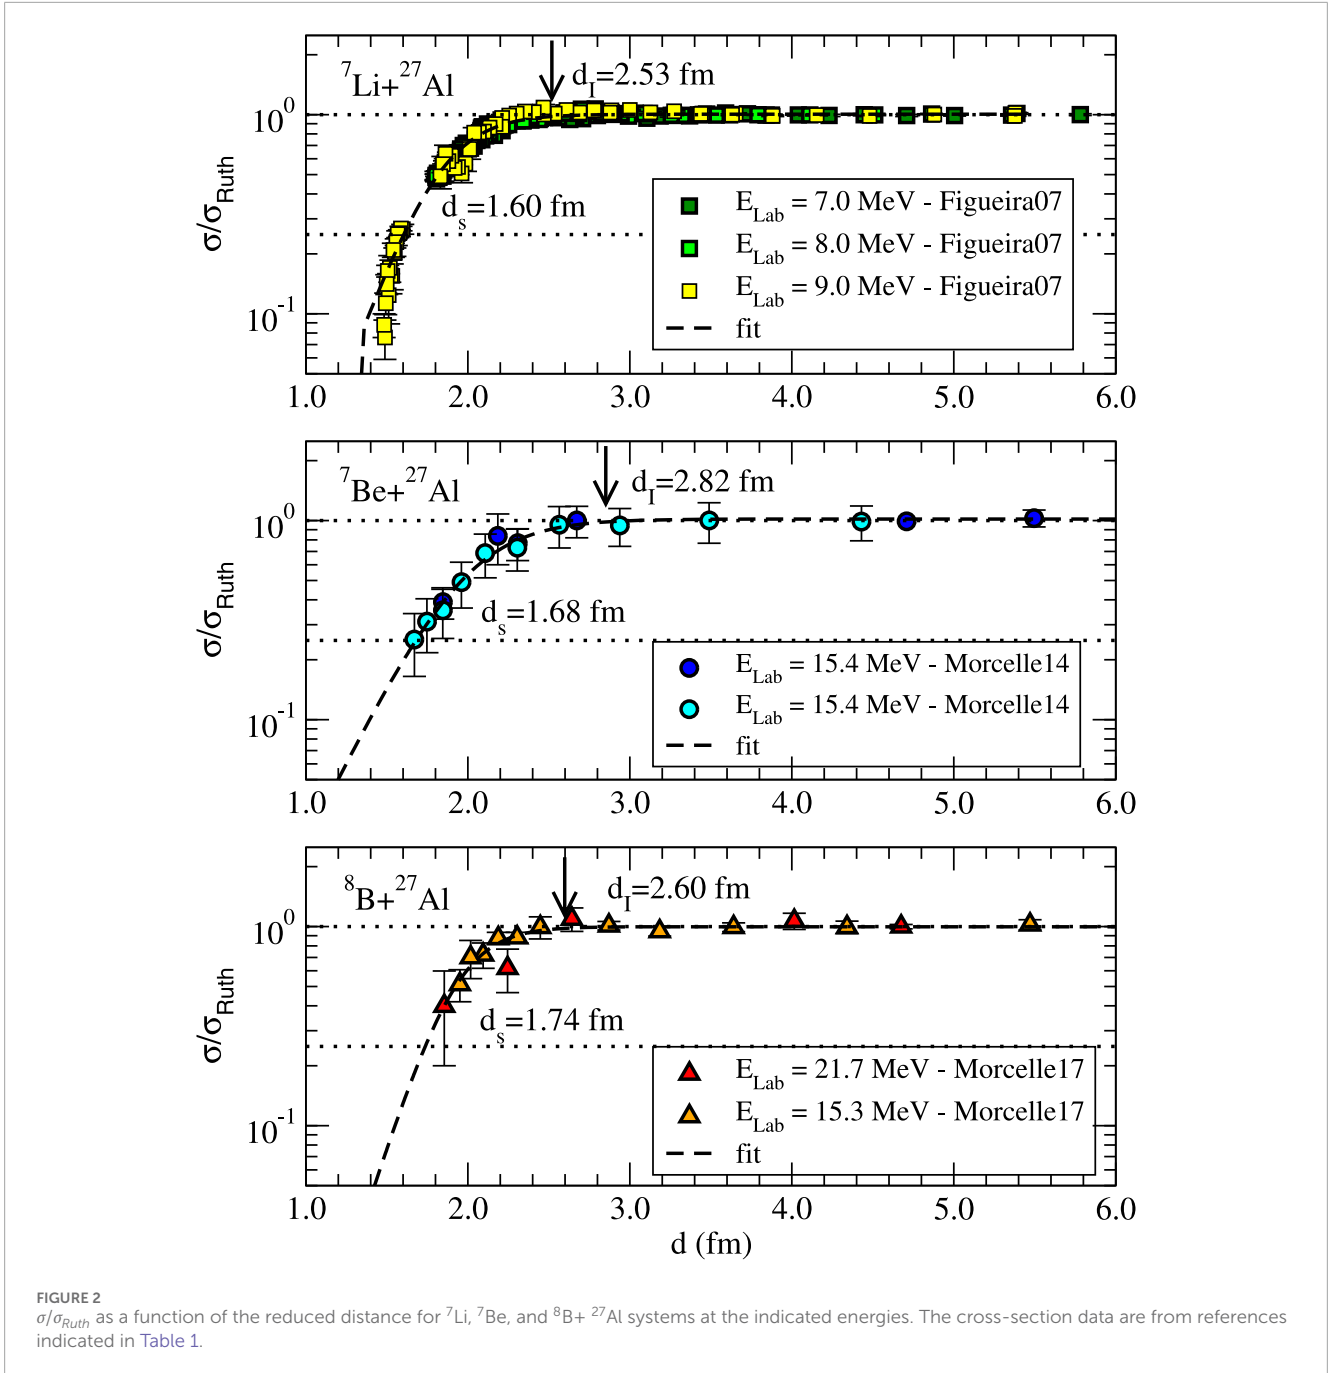 ⁷Li+²⁷Al
d_I=2.53 fm
10⁰
d_s=1.60 fm
10⁻¹
σ/σ_Ruth
E_Lab = 7.0 MeV - Figueira07
E_Lab = 8.0 MeV - Figueira07
E_Lab = 9.0 MeV - Figueira07
fit
1.0 2.0 3.0 4.0 5.0 6.0
⁷Be+²⁷Al
d_I=2.82 fm
10⁰
d_s=1.68 fm
10⁻¹
σ/σ_Ruth
E_Lab = 15.4 MeV - Morcelle14
E_Lab = 15.4 MeV - Morcelle14
fit
1.0 2.0 3.0 4.0 5.0 6.0
⁸B+²⁷Al
d_I=2.60 fm
10⁰
d_s=1.74 fm
10⁻¹
σ/σ_Ruth
E_Lab = 21.7 MeV - Morcelle17
E_Lab = 15.3 MeV - Morcelle17
fit
1.0 2.0 3.0 4.0 5.0 6.0
d (fm)
FIGURE 2
σ/σ_Ruth as a function of the reduced distance for ⁷Li, ⁷Be, and ⁸B+ ²⁷Al systems at the indicated energies. The cross-section data are from references
indicated in Table 1.